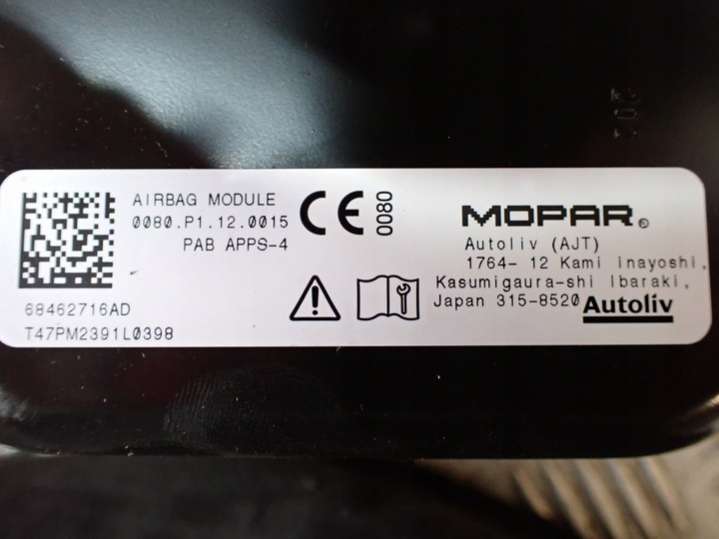 AIRBAG MODULE
0080.P1.12.0015
PAB APPS-4
CE
0080
68462716AD
T47PM2391L0398
MOPAR®
Autoliv (AJT)
1764- 12 Kami Inayoshi,
Kasumigaura-shi Ibaraki,
Japan 315-8520
Autoliv